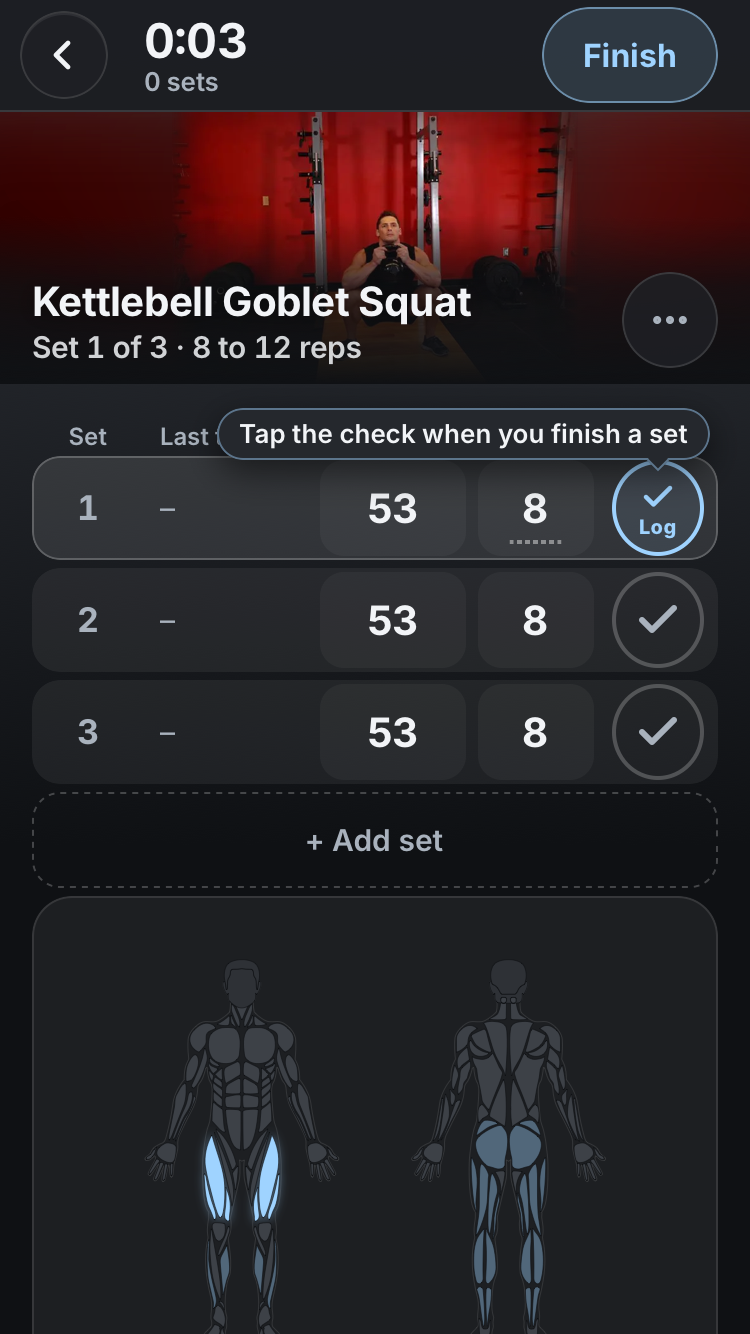 0:03
0 sets
Finish
Kettlebell Goblet Squat
Set 1 of 3 · 8 to 12 reps
Tap the check when you finish a set
Set Last
1 – 53 8 Log
2 – 53 8
3 – 53 8
+ Add set